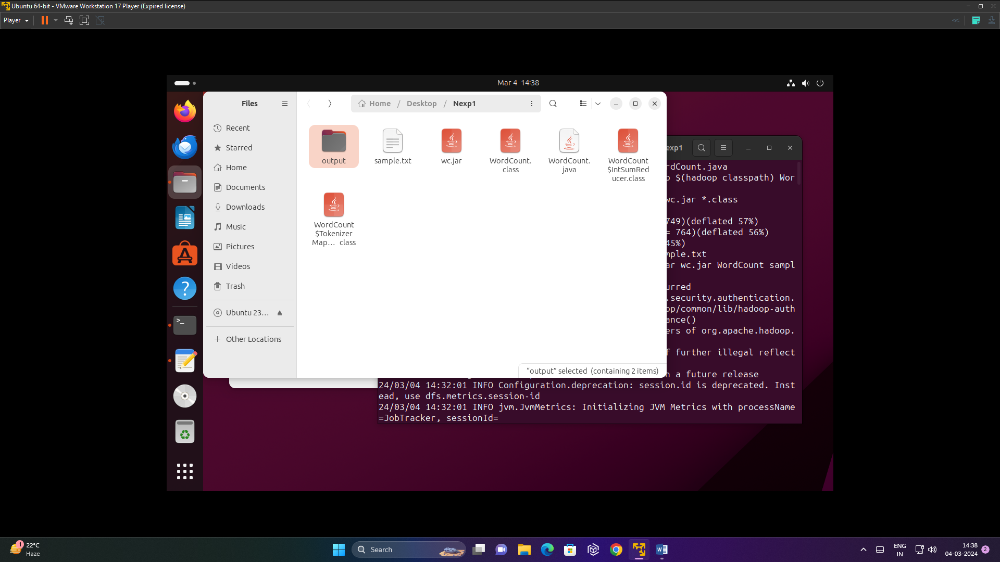 Ubuntu 64-bit - VMware Workstation 17 Player (Expired license)
Player
Mar 4 14:38
Files
Home / Desktop / Nexp1
Recent
Starred
Home
Documents
Downloads
Music
Pictures
Videos
Trash
Ubuntu 23...
Other Locations
output
sample.txt
wc.jar
WordCount.
class
WordCount.
java
WordCount
$IntSumRed
ucer.class
WordCount
$Tokenizer
Map... class
"output" selected (containing 2 items)
exp1
rdCount.java
$(hadoop classpath) Wor
wc.jar *.class
749)(deflated 57%)
= 764)(deflated 56%)
45%)
mple.txt
ar wc.jar WordCount sampl
urred
.security.authentication.
op/common/lib/hadoop-auth
ance()
ers of org.apache.hadoop.
f further illegal reflect
n a future release
24/03/04 14:32:01 INFO Configuration.deprecation: session.id is deprecated. Inst
ead, use dfs.metrics.session-id
24/03/04 14:32:01 INFO jvm.JvmMetrics: Initializing JVM Metrics with processName
=JobTracker, sessionId=
1
22°C
Haze
Search
ENG
IN
14:38
04-03-2024
2